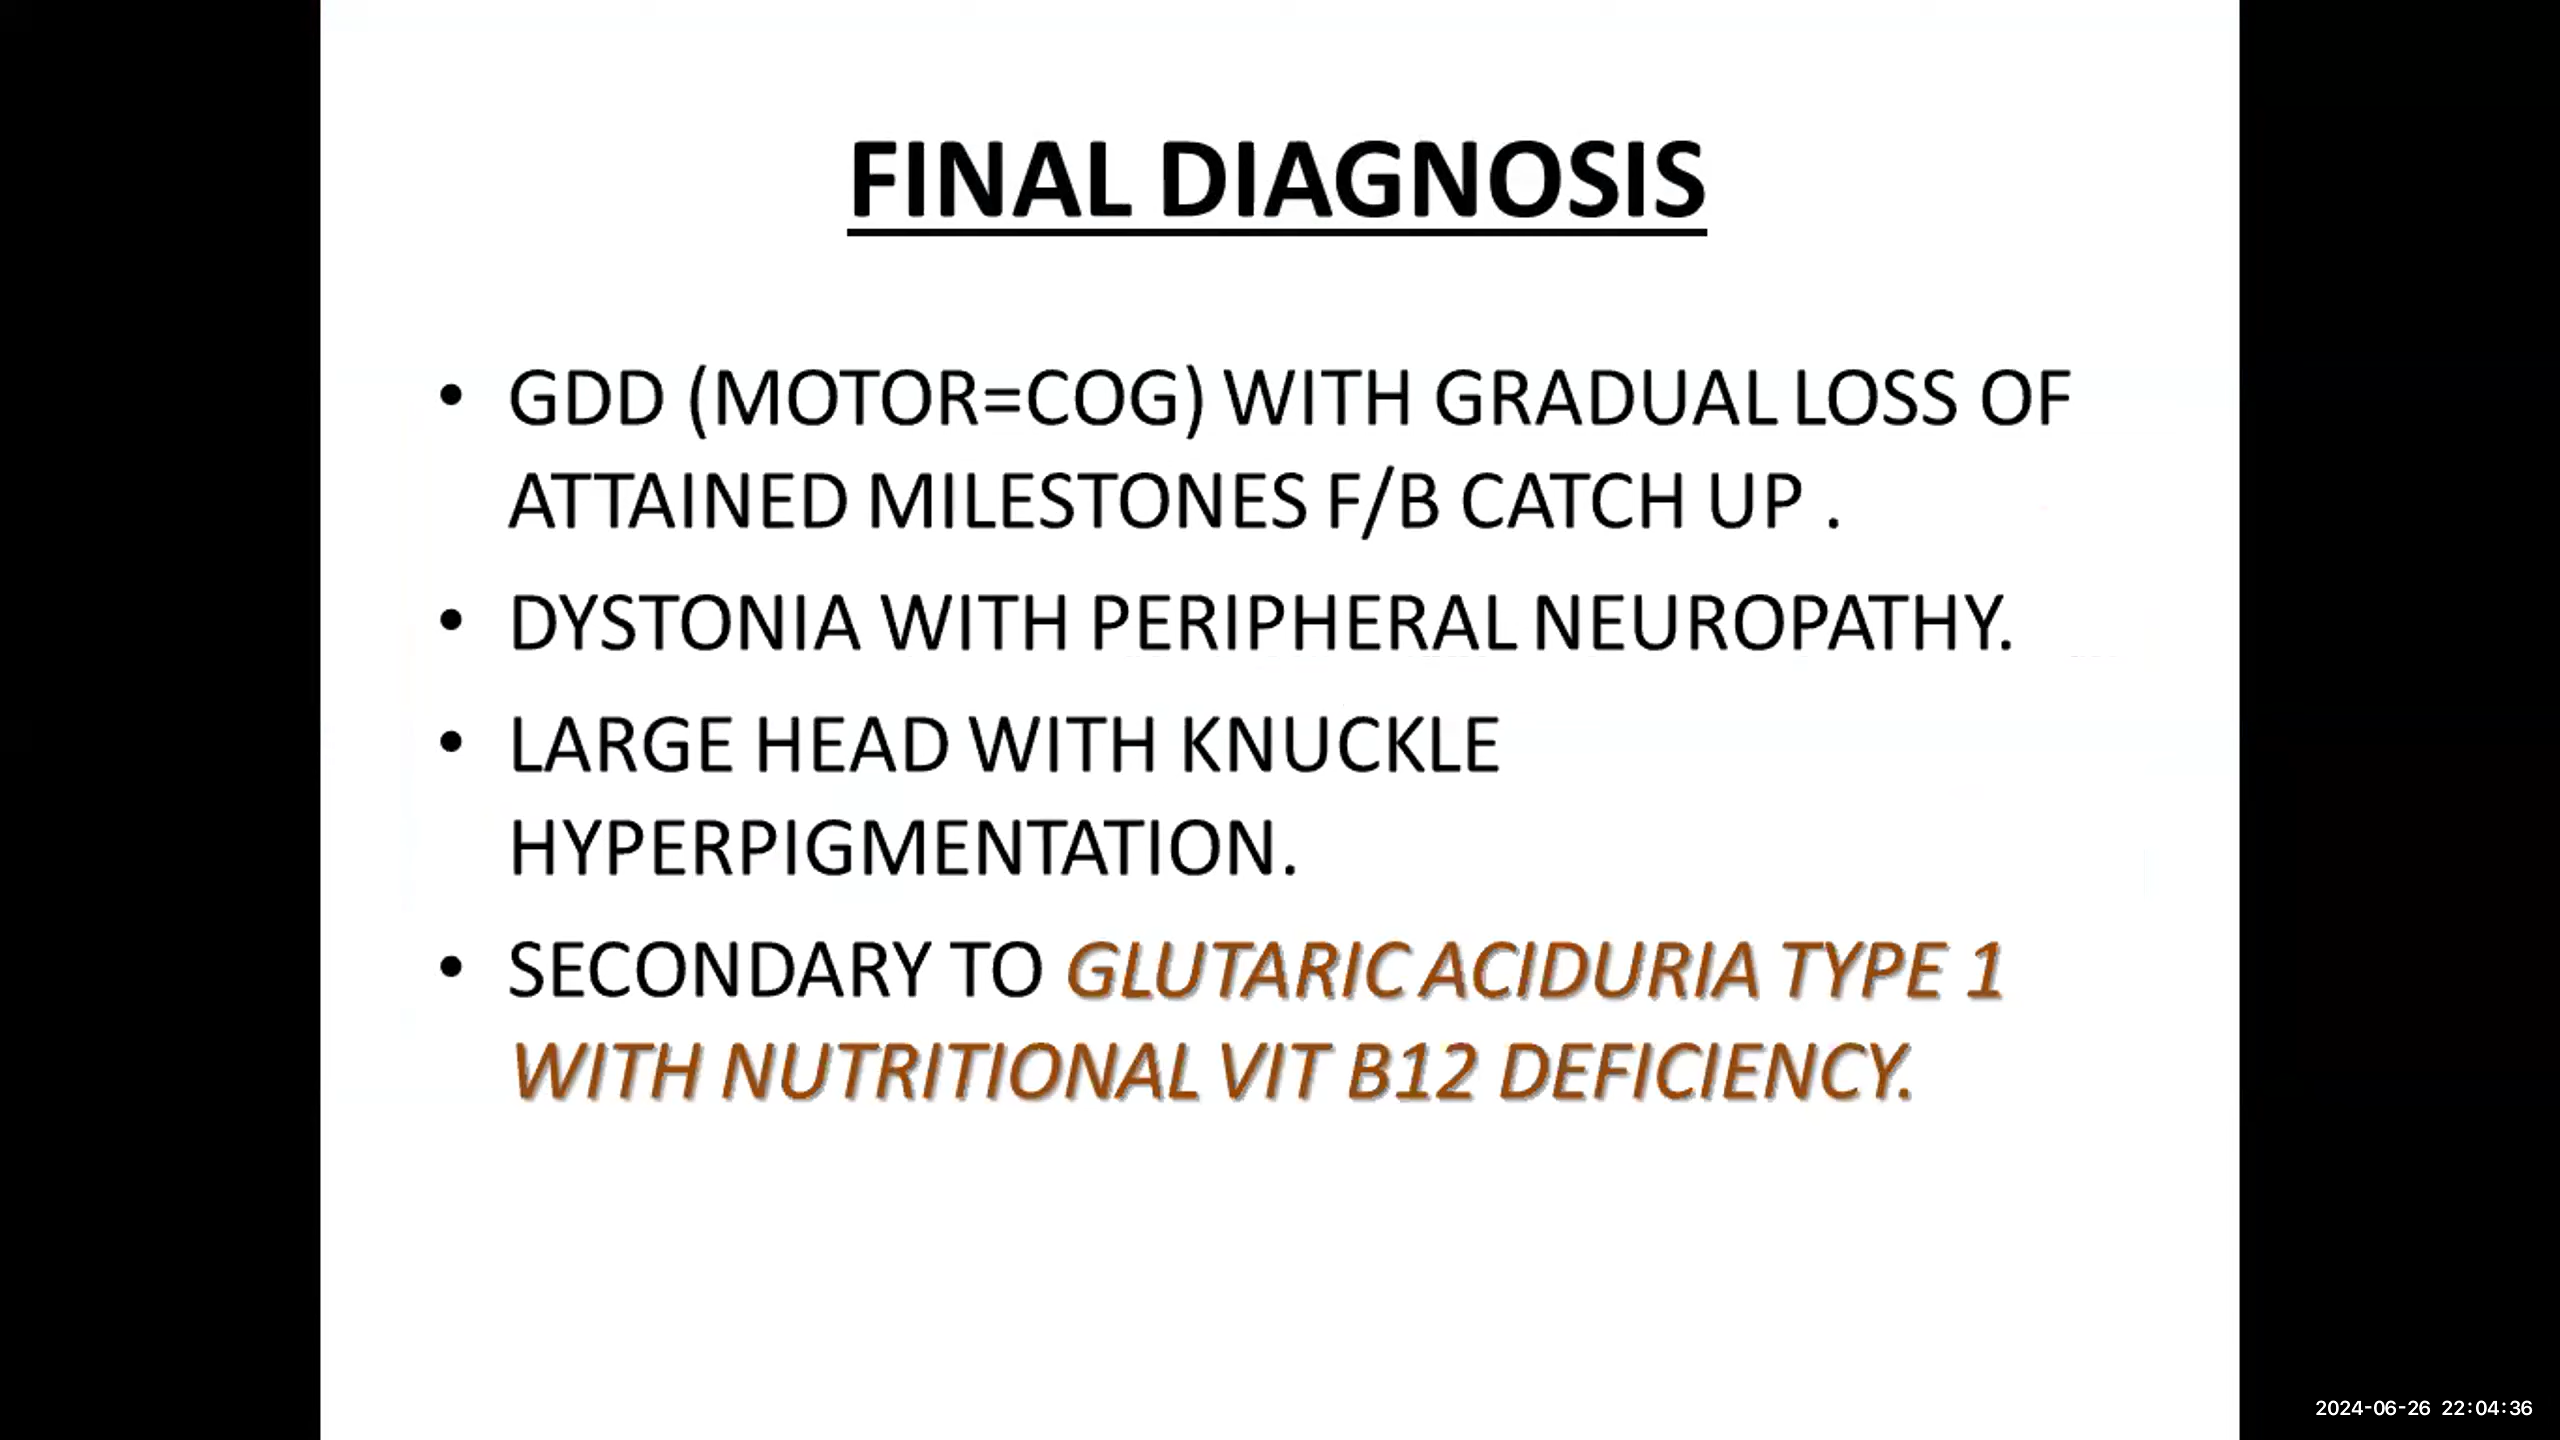 FINAL DIAGNOSIS
• GDD (MOTOR=COG) WITH GRADUAL LOSS OF
ATTAINED MILESTONES F/B CATCH UP .
• DYSTONIA WITH PERIPHERAL NEUROPATHY.
• LARGE HEAD WITH KNUCKLE
HYPERPIGMENTATION.
• SECONDARY TO GLUTARIC ACIDURIA TYPE 1
WITH NUTRITIONAL VIT B12 DEFICIENCY.
2024-06-26 22:04:36